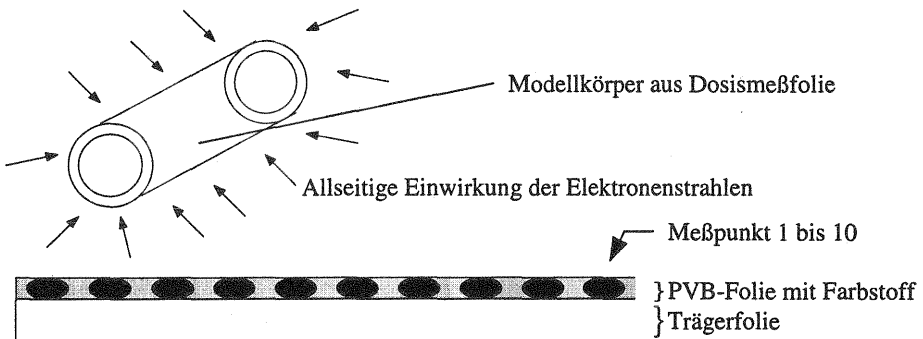 Modellkörper aus Dosismeßfolie
Allseitige Einwirkung der Elektronenstrahlen
Meßpunkt 1 bis 10
}PVB-Folie mit Farbstoff
}Trägerfolie